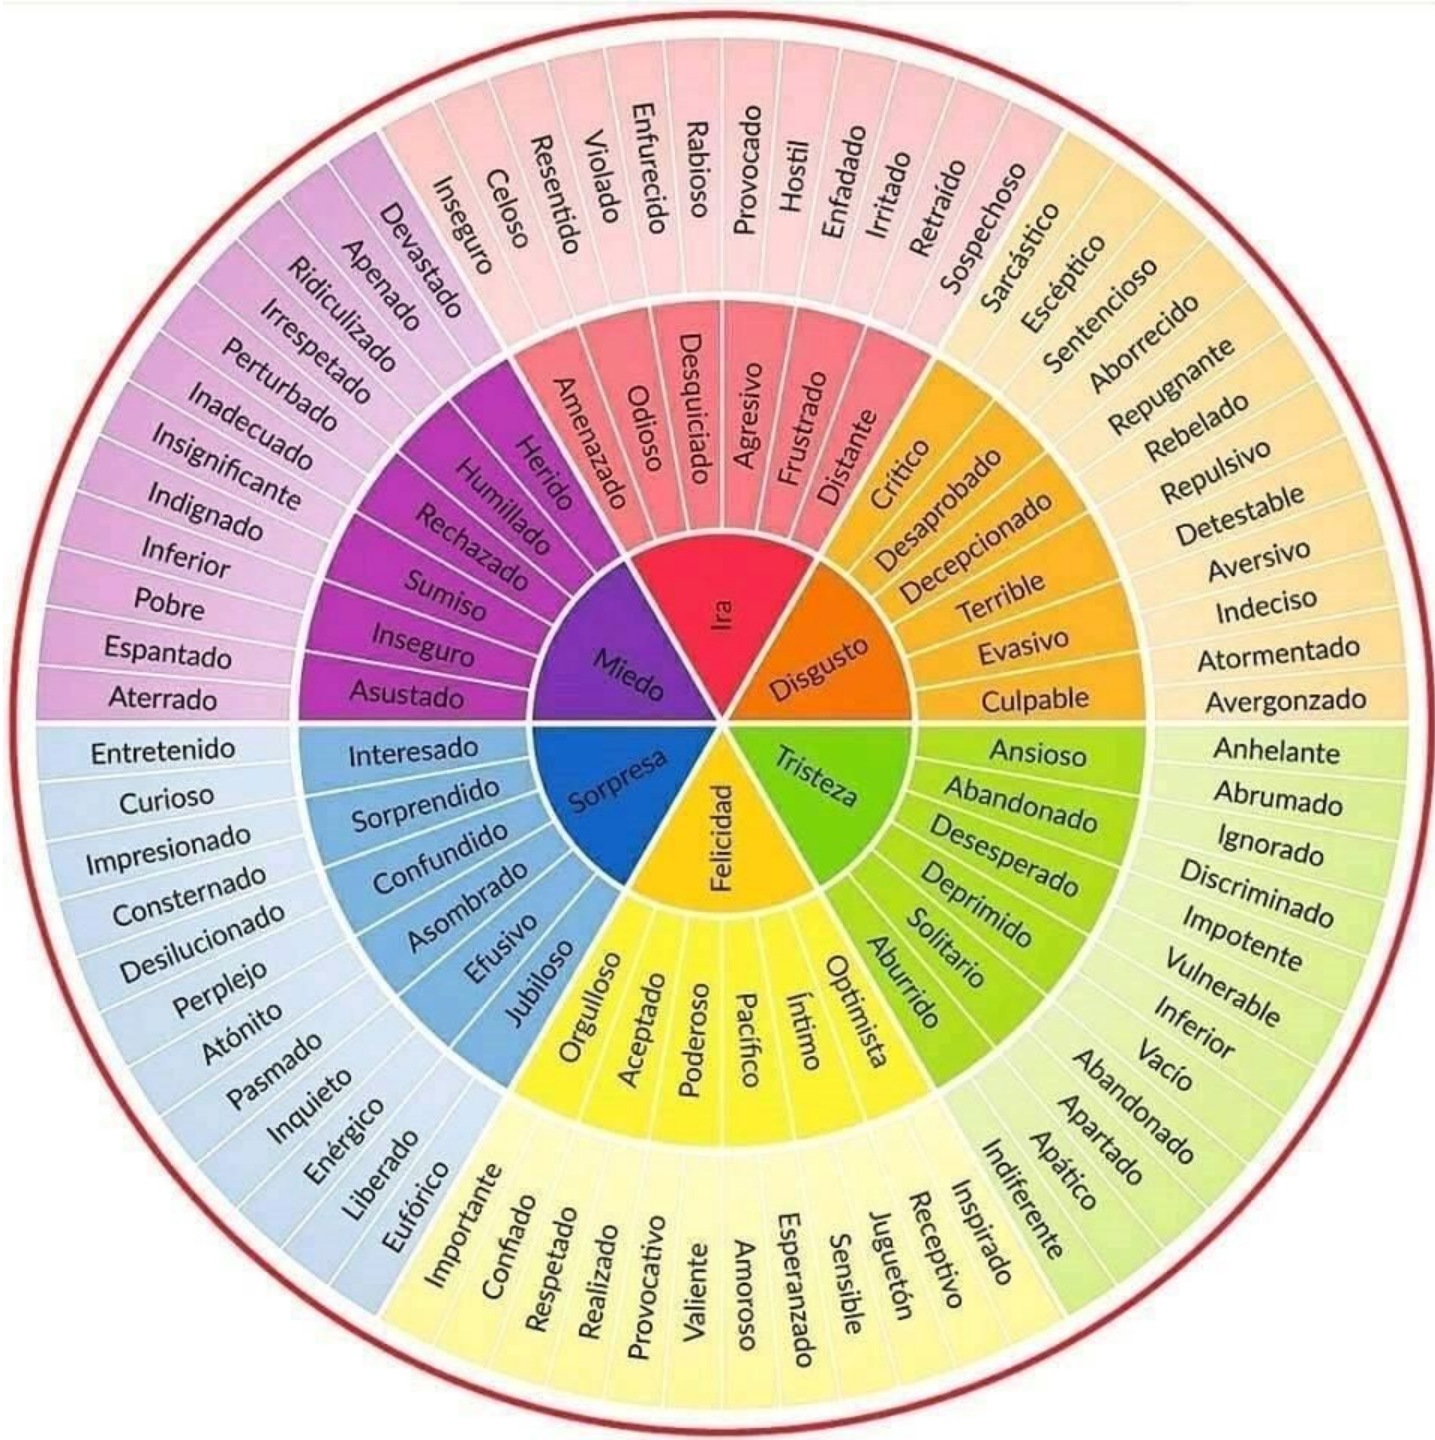 Ira
Disgusto
Tristeza
Felicidad
Sorpresa
Miedo
Amenazado
Odioso
Desquiciado
Agresivo
Frustrado
Distante
Crítico
Desaprobado
Decepcionado
Terrible
Evasivo
Culpable
Ansioso
Abandonado
Desesperado
Deprimido
Solitario
Aburrido
Optimista
Íntimo
Pacífico
Poderoso
Aceptado
Orgulloso
Jubiloso
Efusivo
Asombrado
Confundido
Sorprendido
Interesado
Asustado
Inseguro
Sumiso
Rechazado
Humillado
Herido
Inseguro
Celoso
Resentido
Violado
Enfurecido
Rabioso
Provocado
Hostil
Enfadado
Irritado
Retraído
Sospechoso
Sarcástico
Escéptico
Sentencioso
Aborrecido
Repugnante
Rebelado
Repulsivo
Detestable
Aversivo
Indeciso
Atormentado
Avergonzado
Anhelante
Abrumado
Ignorado
Discriminado
Impotente
Vulnerable
Inferior
Vacío
Abandonado
Apartado
Apático
Indiferente
Inspirado
Receptivo
Juguetón
Sensible
Esperanzado
Amoroso
Valiente
Provocativo
Realizado
Respetado
Confiado
Importante
Eufórico
Liberado
Enérgico
Inquieto
Pasmado
Atónito
Perplejo
Desilucionado
Consternado
Impresionado
Curioso
Entretenido
Aterrado
Espantado
Pobre
Inferior
Indignado
Insignificante
Inadecuado
Perturbado
Irrespetado
Ridiculizado
Apenado
Devastado